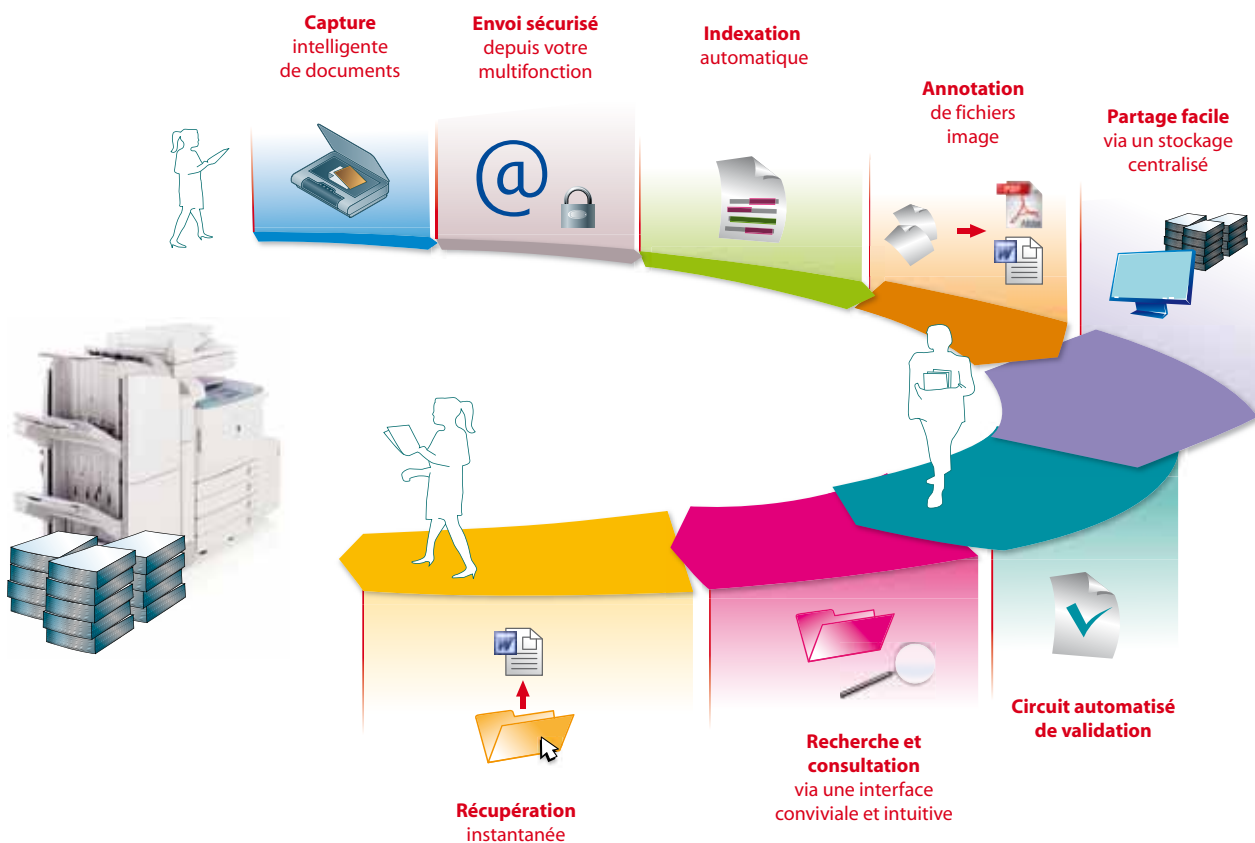 Capture
intelligente
de documents
Envoi sécurisé
depuis votre
multifonction
Indexation
automatique
Annotation
de fichiers
image
Partage facile
via un stockage
centralisé
@
PDF
W
Circuit automatisé
de validation
Recherche et
consultation
via une interface
conviviale et intuitive
W
Récupération
instantanée